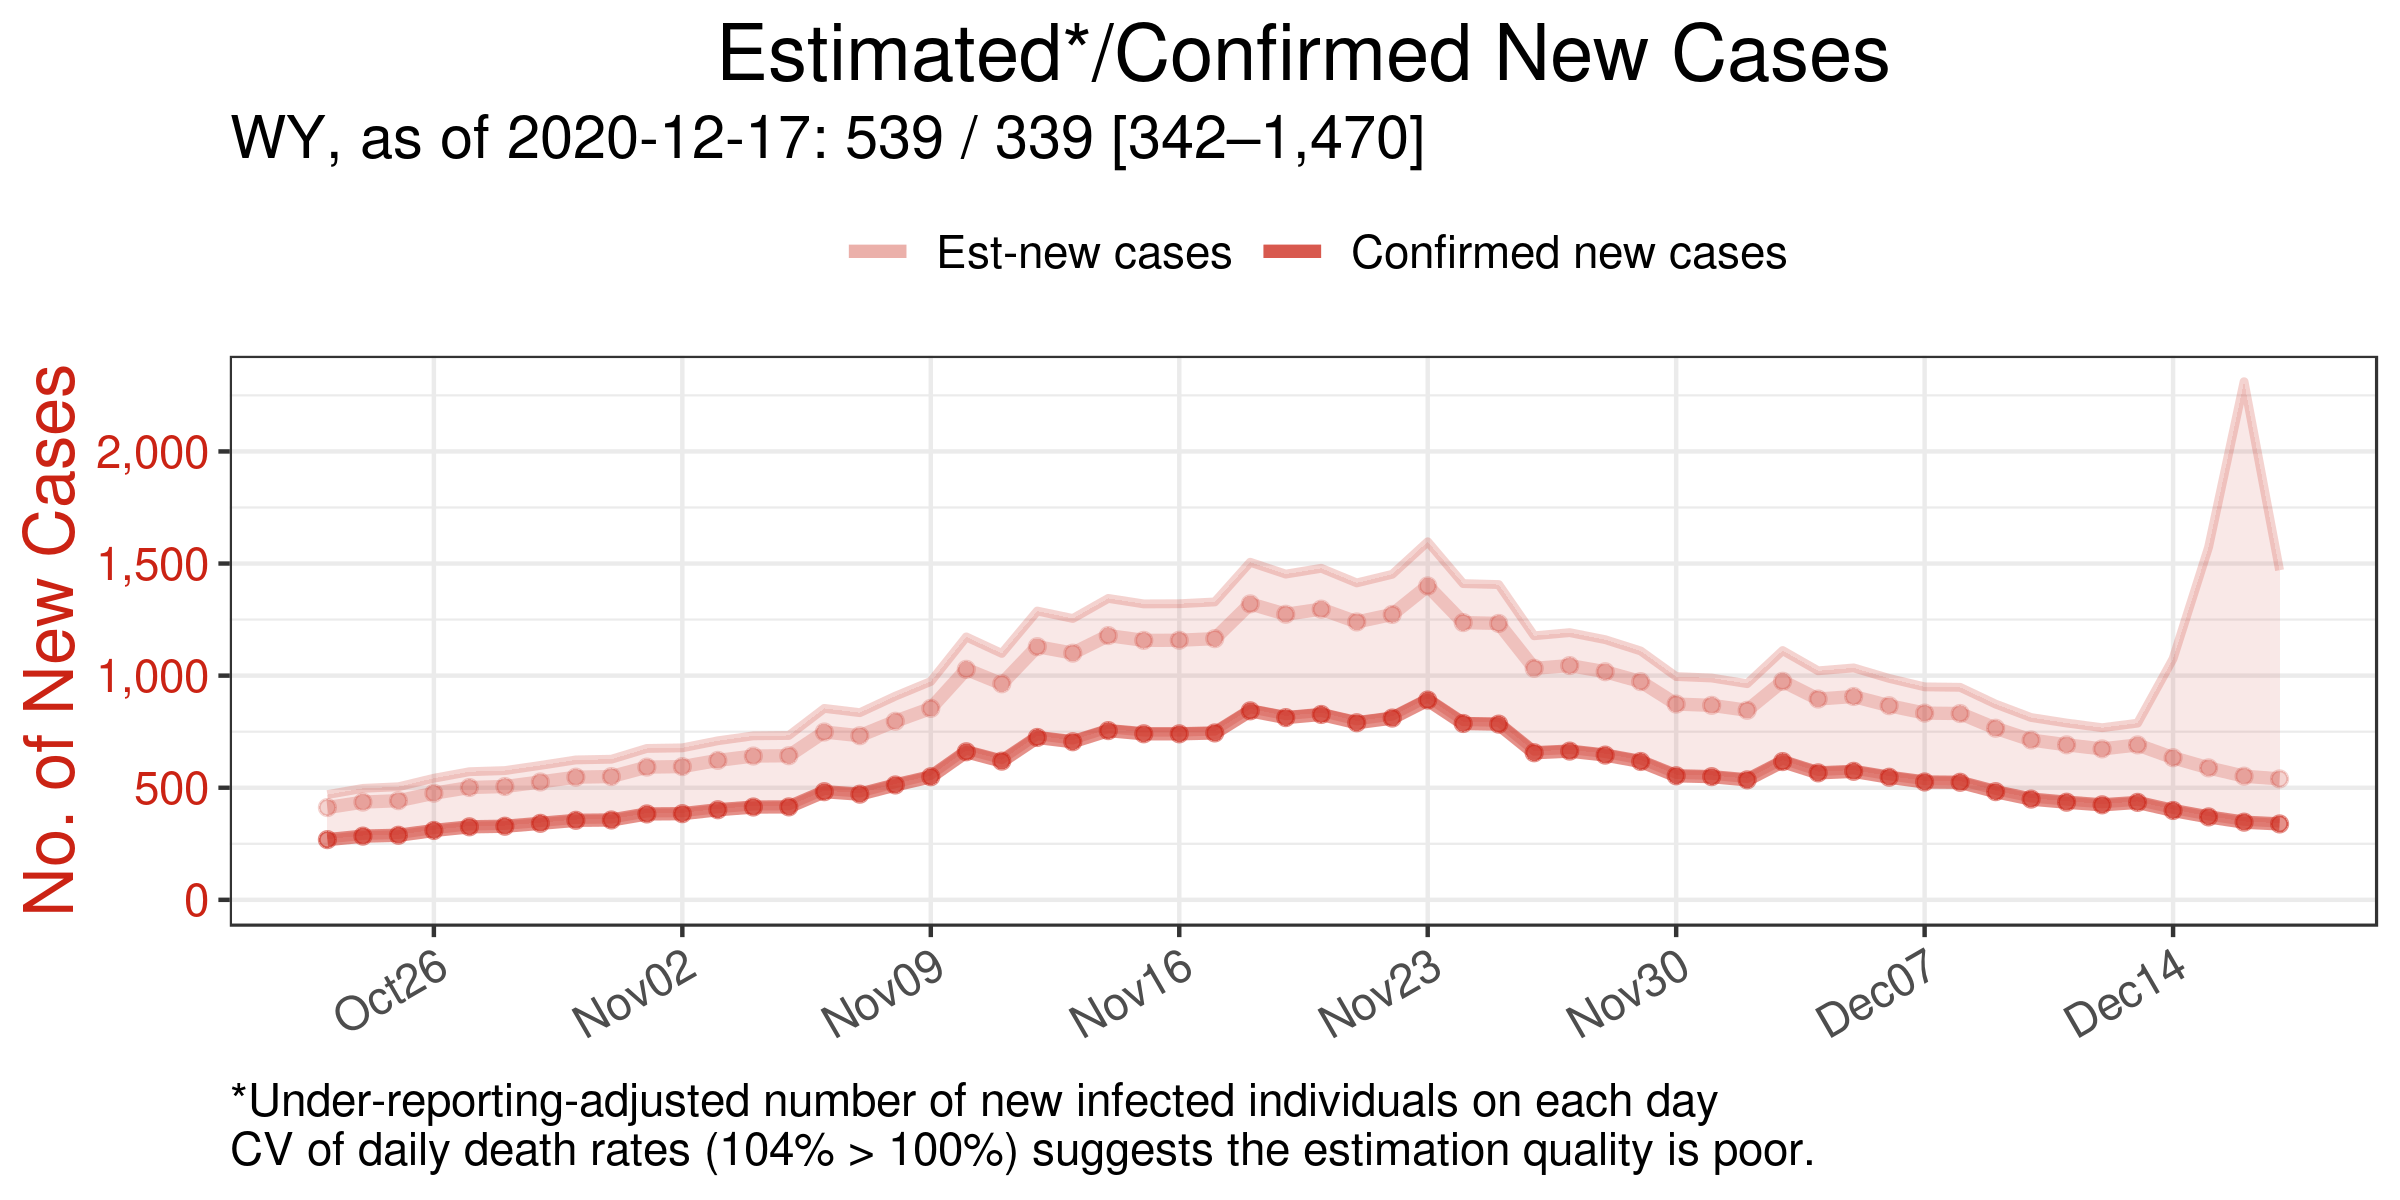 Estimated*/Confirmed New Cases
WY, as of 2020-12-17: 539 / 339 [342–1,470]
Est-new cases
Confirmed new cases
No. of New Cases
2,000
1,500
1,000
500
0
Oct26
Nov02
Nov09
Nov16
Nov23
Nov30
Dec07
Dec14
*Under-reporting-adjusted number of new infected individuals on each day
CV of daily death rates (104% > 100%) suggests the estimation quality is poor.